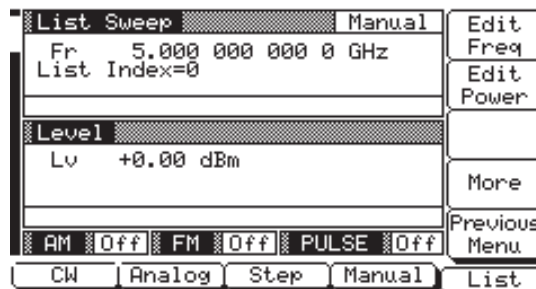 List Sweep Manual
Fr 5.000 000 000 0 GHz
List Index=0
Level
Lv +0.00 dBm
AM Off FM Off PULSE Off
CW Analog Step Manual List
Edit Freq
Edit Power
More
Previous Menu